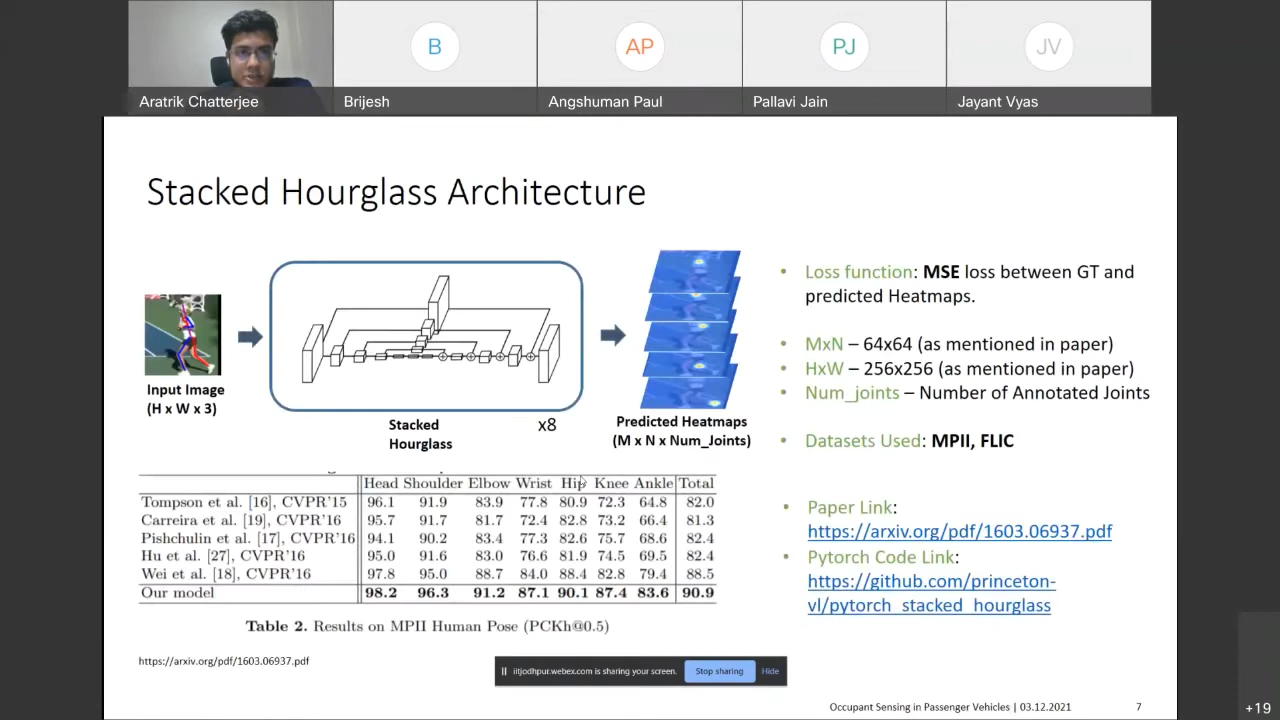 B
AP
PJ
JV
Aratrik Chatterjee
Brijesh
Angshuman Paul
Pallavi Jain
Jayant Vyas
Stacked Hourglass Architecture
Input Image
(H x W x 3)
Stacked
Hourglass
x8
Predicted Heatmaps
(M x N x Num_Joints)
• Loss function: MSE loss between GT and
predicted Heatmaps.
• MxN – 64x64 (as mentioned in paper)
• HxW – 256x256 (as mentioned in paper)
• Num_joints – Number of Annotated Joints
• Datasets Used: MPII, FLIC
• Paper Link:
https://arxiv.org/pdf/1603.06937.pdf
• Pytorch Code Link:
https://github.com/princeton-
vl/pytorch_stacked_hourglass
Head Shoulder Elbow Wrist Hip Knee Ankle Total
Tompson et al. [16], CVPR'15 96.1 91.9 83.9 77.8 80.9 72.3 64.8 82.0
Carreira et al. [19], CVPR'16 95.7 91.7 81.7 72.4 82.8 73.2 66.4 81.3
Pishchulin et al. [17], CVPR'16 94.1 90.2 83.4 77.3 82.6 75.7 68.6 82.4
Hu et al. [27], CVPR'16 95.0 91.6 83.0 76.6 81.9 74.5 69.5 82.4
Wei et al. [18], CVPR'16 97.8 95.0 88.7 84.0 88.4 82.8 79.4 88.5
Our model 98.2 96.3 91.2 87.1 90.1 87.4 83.6 90.9
Table 2. Results on MPII Human Pose (PCKh@0.5)
https://arxiv.org/pdf/1603.06937.pdf
iitjodhpur.webex.com is sharing your screen. Stop sharing Hide
Occupant Sensing in Passenger Vehicles | 03.12.2021 7
+19